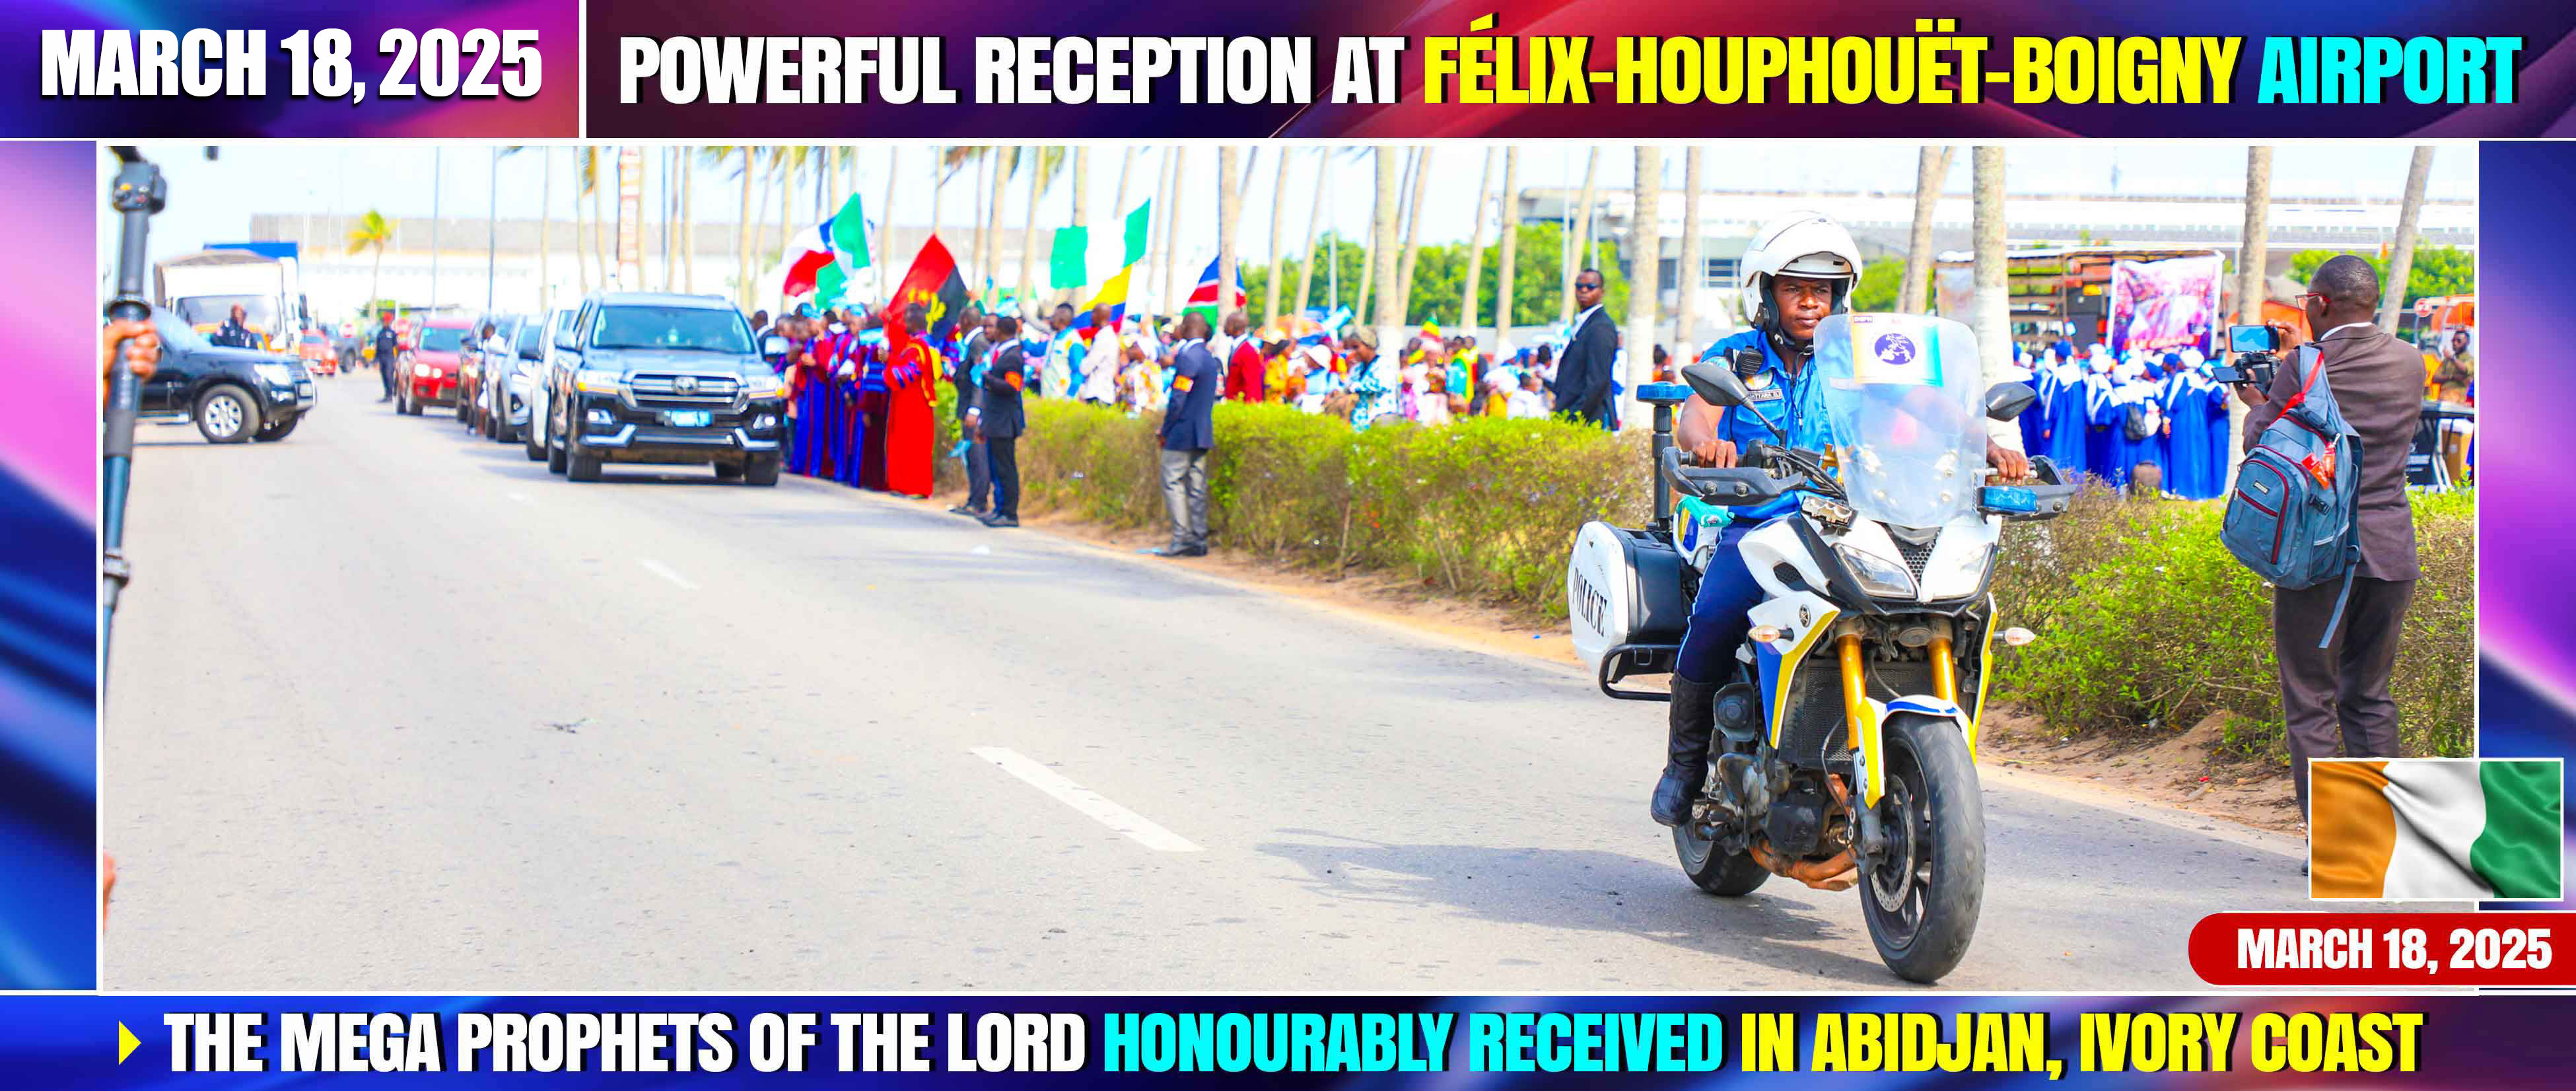 MARCH 18, 2025
POWERFUL RECEPTION AT FÉLIX-HOUPHOUËT-BOIGNY AIRPORT
POLICE
MARCH 18, 2025
THE MEGA PROPHETS OF THE LORD HONOURABLY RECEIVED IN ABIDJAN, IVORY COAST